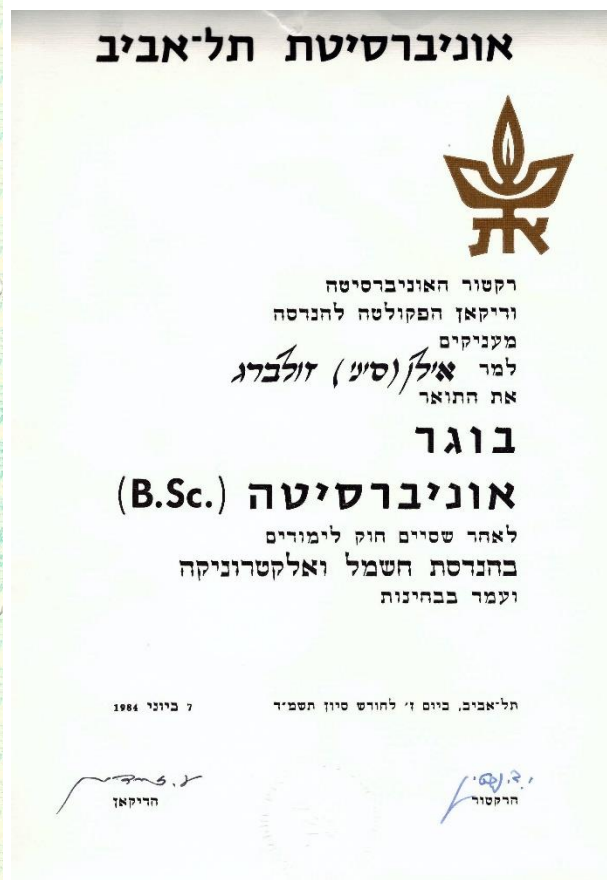 אוניברסיטת תל־אביב
את
רקטור האוניברסיטה
ודיקאן הפקולטה להנדסה
מעניקים
למר אילן (סיני) זולברג
את התואר
בוגר
אוניברסיטה (B.Sc.)
לאחר שסיים חוק לימודים
בהנדסת חשמל ואלקטרוניקה
ועמד בבחינות
תל־אביב, ביום ז׳ לחודש סיון תשמ״ד 7 ביוני 1984
הרקטור הדיקאן